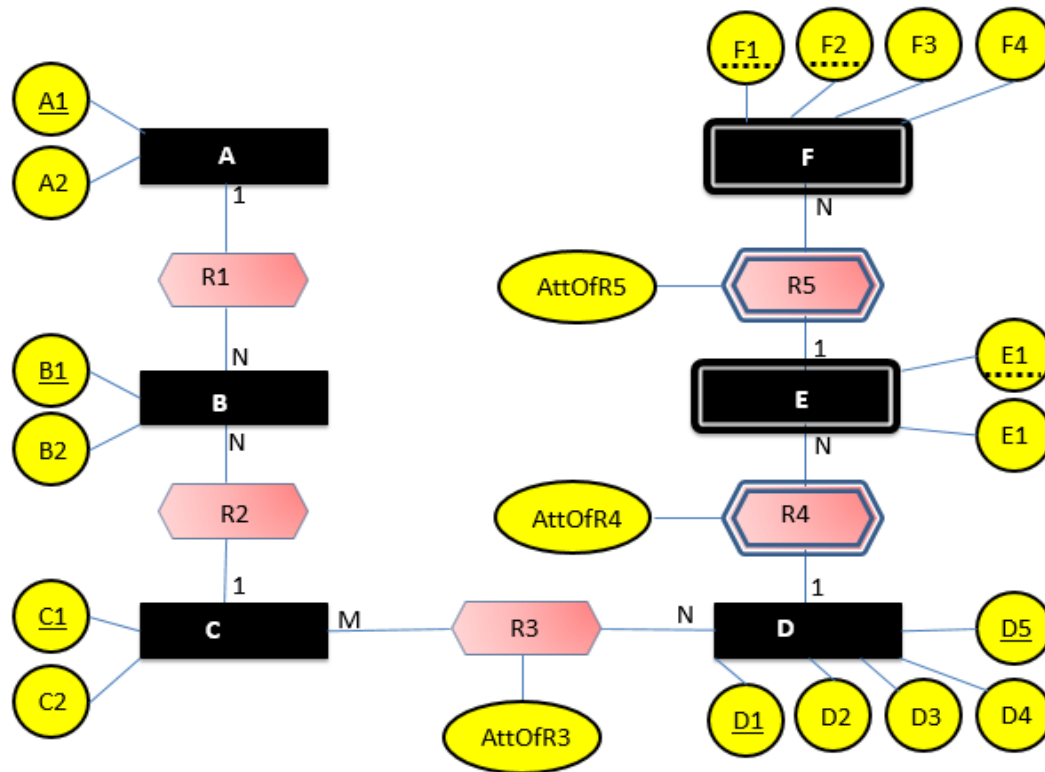 F1 F2 F3 F4
A1
A
F
A2
1
N
R1
AttOfR5
R5
N
1
B1
E1
B
E
B2
N
N
E1
R2
AttOfR4
R4
1
1
C1
C
M
R3
N
D
D5
C2
AttOfR3
D1 D2 D3 D4